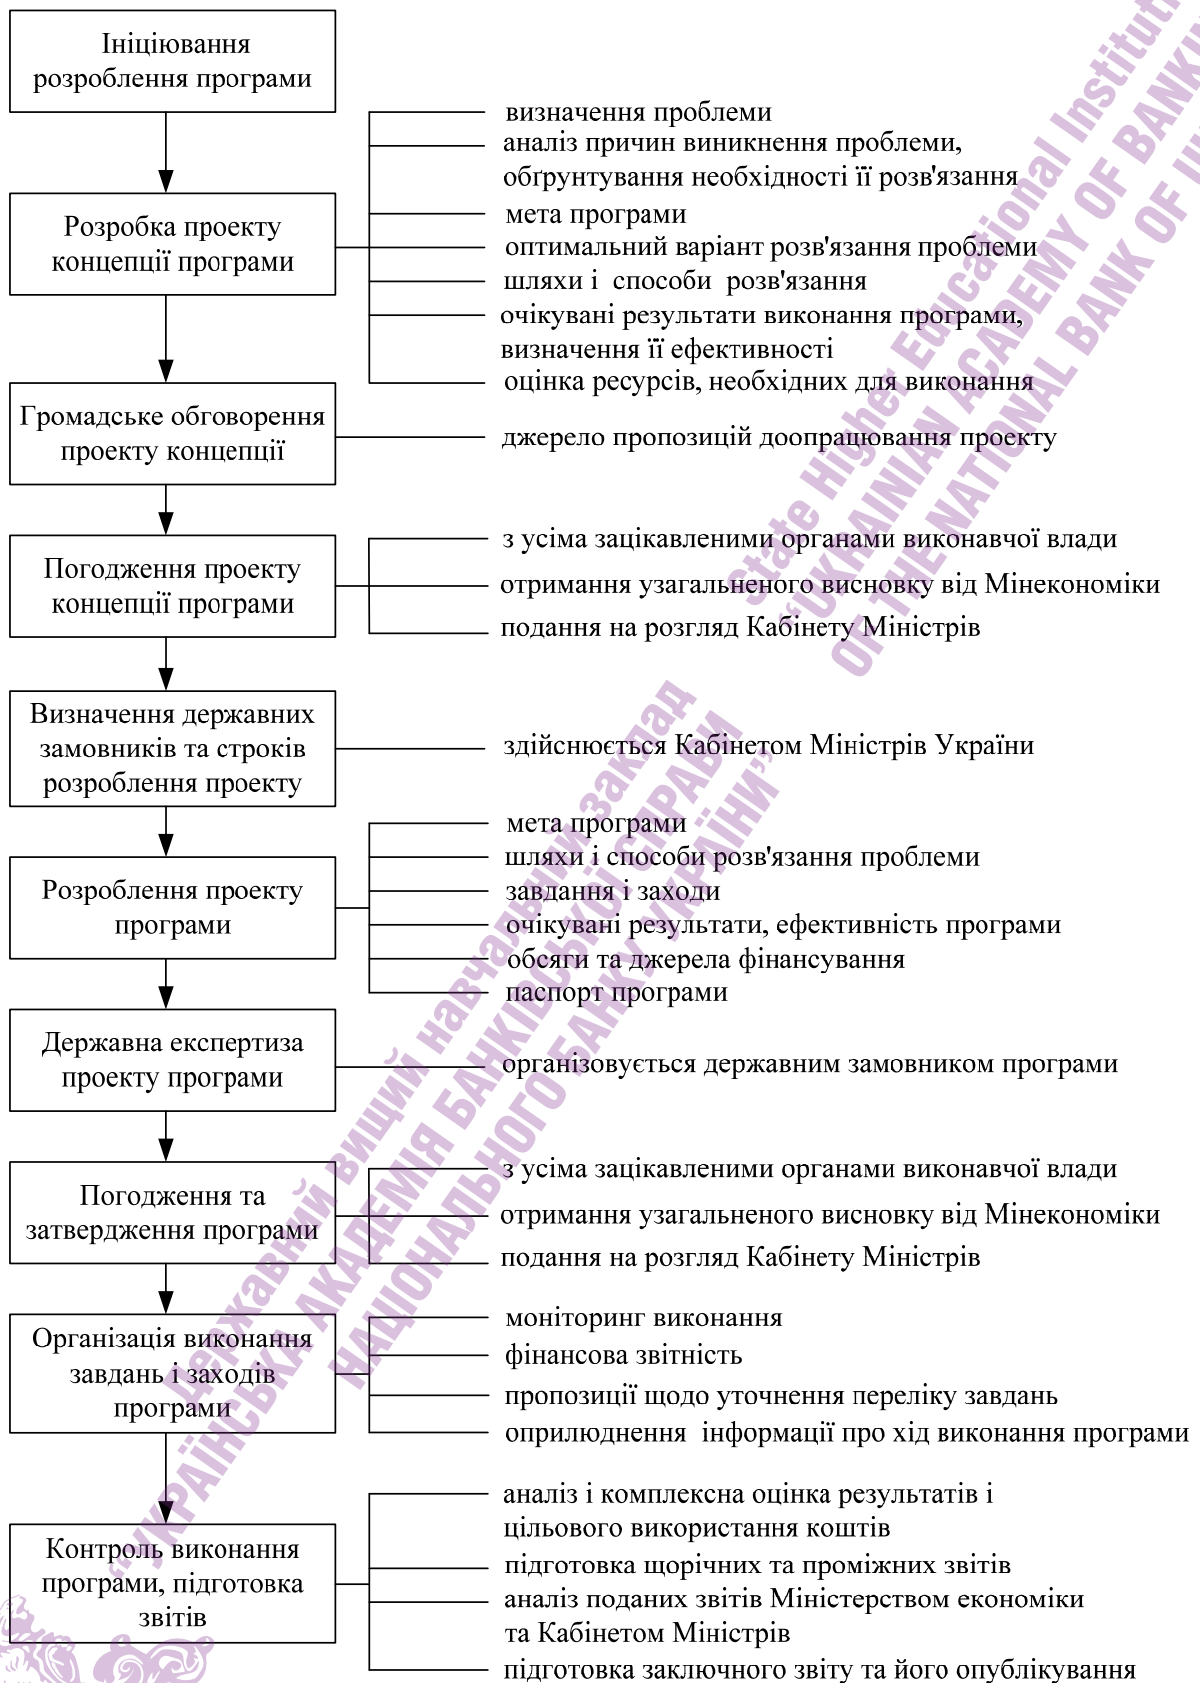 Ініціювання
розроблення програми
визначення проблеми
аналіз причин виникнення проблеми,
обґрунтування необхідності її розв'язання
Розробка проекту
концепції програми
мета програми
оптимальний варіант розв'язання проблеми
шляхи і способи розв'язання
очікувані результати виконання програми,
визначення її ефективності
оцінка ресурсів, необхідних для виконання
Громадське обговорення
проекту концепції
джерело пропозицій доопрацювання проекту
Погодження проекту
концепції програми
з усіма зацікавленими органами виконавчої влади
отримання узагальненого висновку від Мінекономіки
подання на розгляд Кабінету Міністрів
Визначення державних
замовників та строків
розроблення проекту
здійснюється Кабінетом Міністрів України
Розроблення проекту
програми
мета програми
шляхи і способи розв'язання проблеми
завдання і заходи
очікувані результати, ефективність програми
обсяги та джерела фінансування
паспорт програми
Державна експертиза
проекту програми
організовується державним замовником програми
Погодження та
затвердження програми
з усіма зацікавленими органами виконавчої влади
отримання узагальненого висновку від Мінекономіки
подання на розгляд Кабінету Міністрів
Організація виконання
завдань і заходів
програми
моніторинг виконання
фінансова звітність
пропозиції щодо уточнення переліку завдань
оприлюднення інформації про хід виконання програми
Контроль виконання
програми, підготовка
звітів
аналіз і комплексна оцінка результатів і
цільового використання коштів
підготовка щорічних та проміжних звітів
аналіз поданих звітів Міністерством економіки
та Кабінетом Міністрів
підготовка заключного звіту та його опублікування
Державний вищий навчальний заклад
“УКРАЇНСЬКА АКАДЕМІЯ БАНКІВСЬКОЇ СПРАВИ
НАЦІОНАЛЬНОГО БАНКУ УКРАЇНИ”
State Higher Educational Institution
“UKRAINIAN ACADEMY OF BANKING
OF THE NATIONAL BANK OF